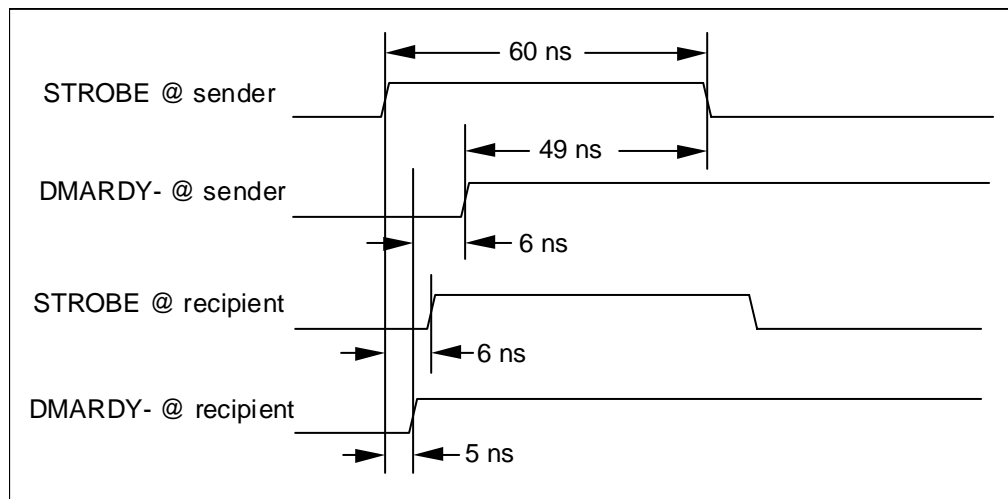 60 ns
STROBE @ sender
49 ns
DMARDY- @ sender
6 ns
STROBE @ recipient
6 ns
DMARDY- @ recipient
5 ns